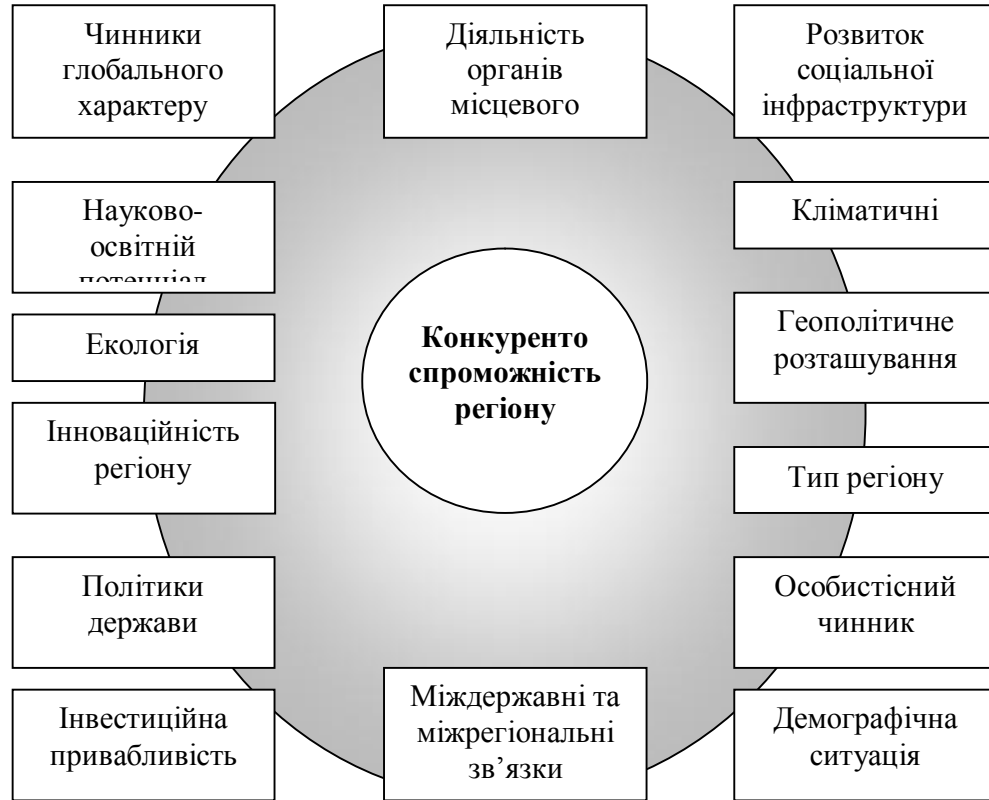 Чинники
глобального
характеру
Діяльність
органів
місцевого
Розвиток
соціальної
інфраструктури
Науково-
освітній
потенціал
Кліматичні
Екологія
Конкуренто
спроможність
регіону
Геополітичне
розташування
Інноваційність
регіону
Тип регіону
Політики
держави
Особистісний
чинник
Інвестиційна
привабливість
Міждержавні та
міжрегіональні
зв’язки
Демографічна
ситуація